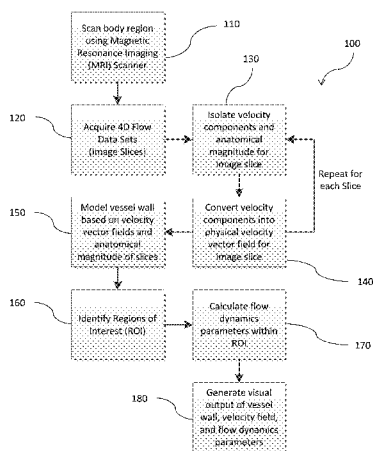 Scan body region
using Magnetic
Resonance Imaging
(MRI) Scanner
110
100
130
120
Acquire 4D Flow
Data Sets
(Image Slices)
Isolate velocity
components and
anatomical
magnitude for
image slice
Repeat for
each Slice
150
Model vessel wall
based on velocity
vector fields and
anatomical
magnitude of slices
Convert velocity
components into
physical velocity
vector field for
image slice
140
160
Identify Regions of
Interest (ROI)
Calculate flow
dynamics
parameters within
ROI
170
180
Generate visual
output of vessel
wall, velocity field,
and flow dynamics
parameters